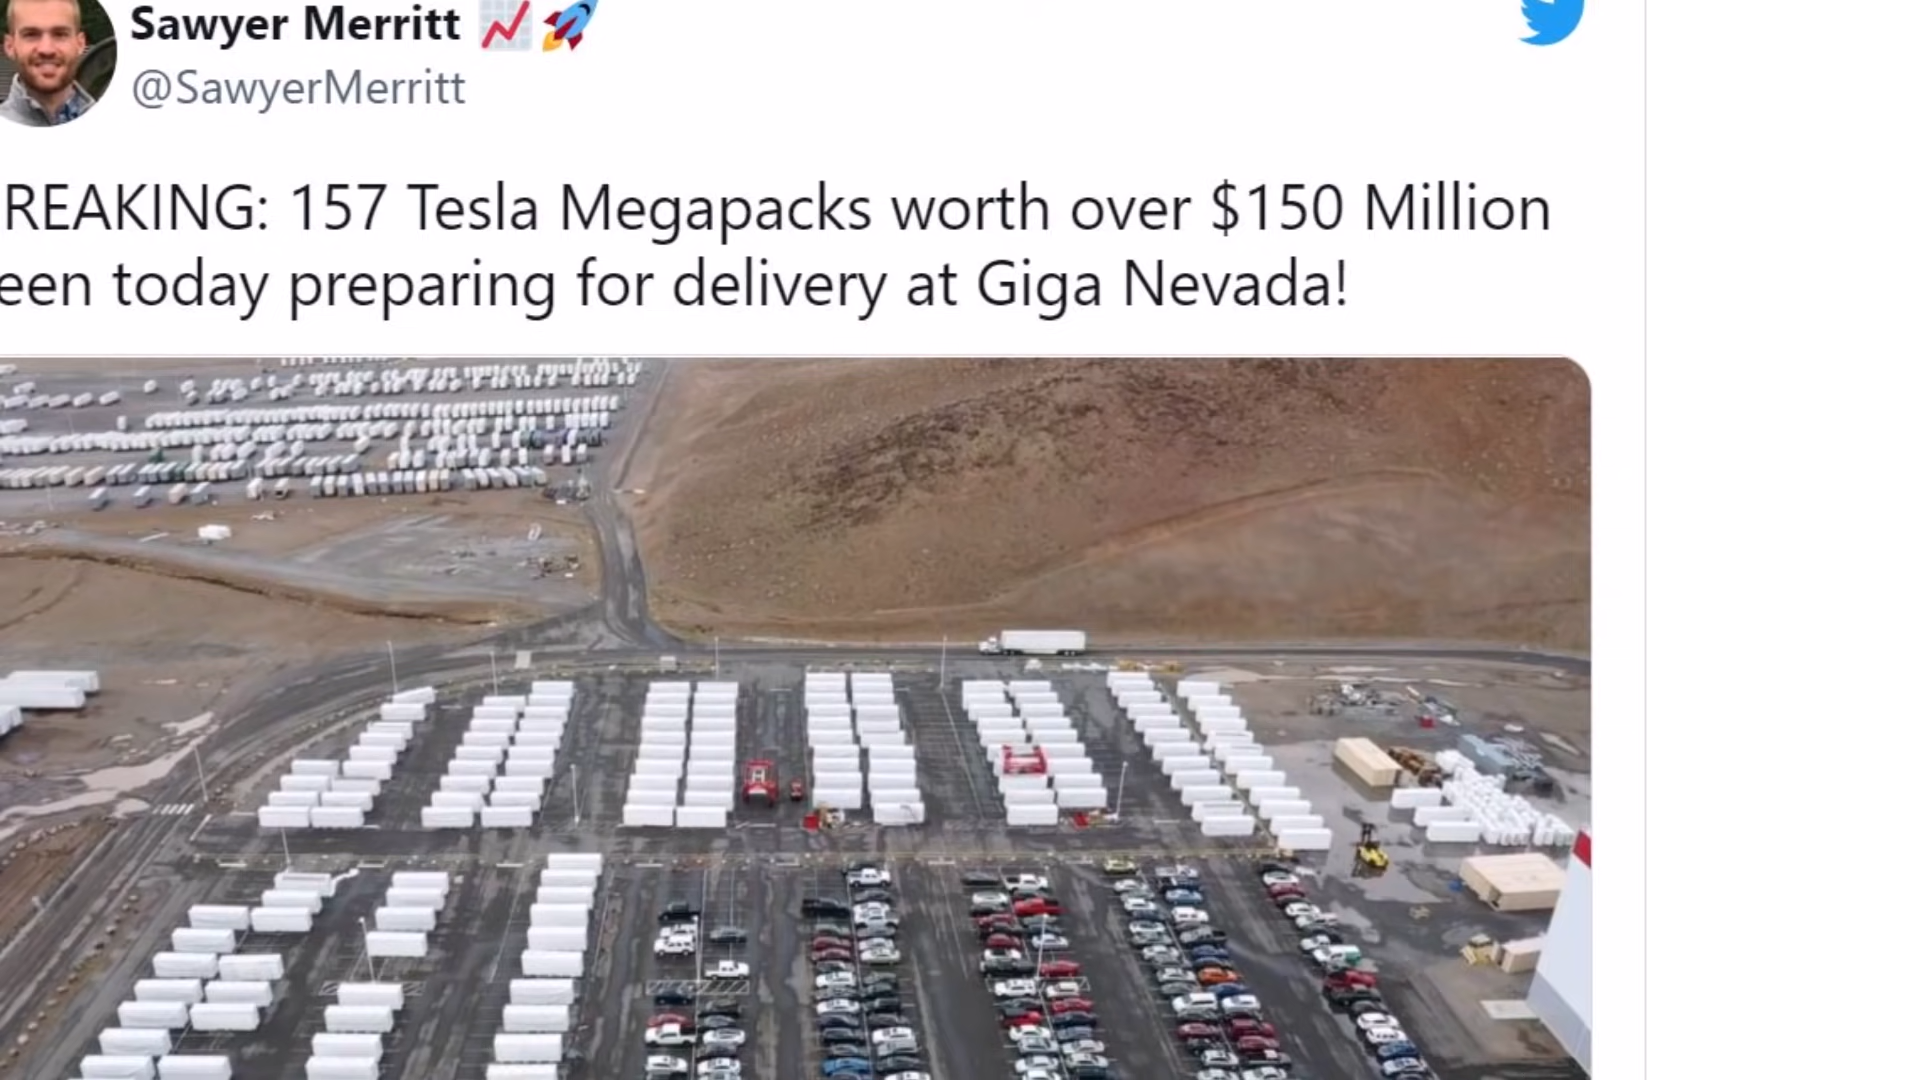 Sawyer Merritt
@SawyerMerritt
REAKING: 157 Tesla Megapacks worth over $150 Million
een today preparing for delivery at Giga Nevada!